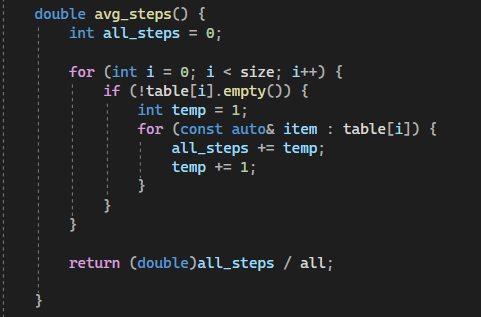 double avg_steps() {
    int all_steps = 0;

    for (int i = 0; i < size; i++) {
        if (!table[i].empty()) {
            int temp = 1;
            for (const auto& item : table[i]) {
                all_steps += temp;
                temp += 1;
            }
        }
    }

    return (double)all_steps / all;

}